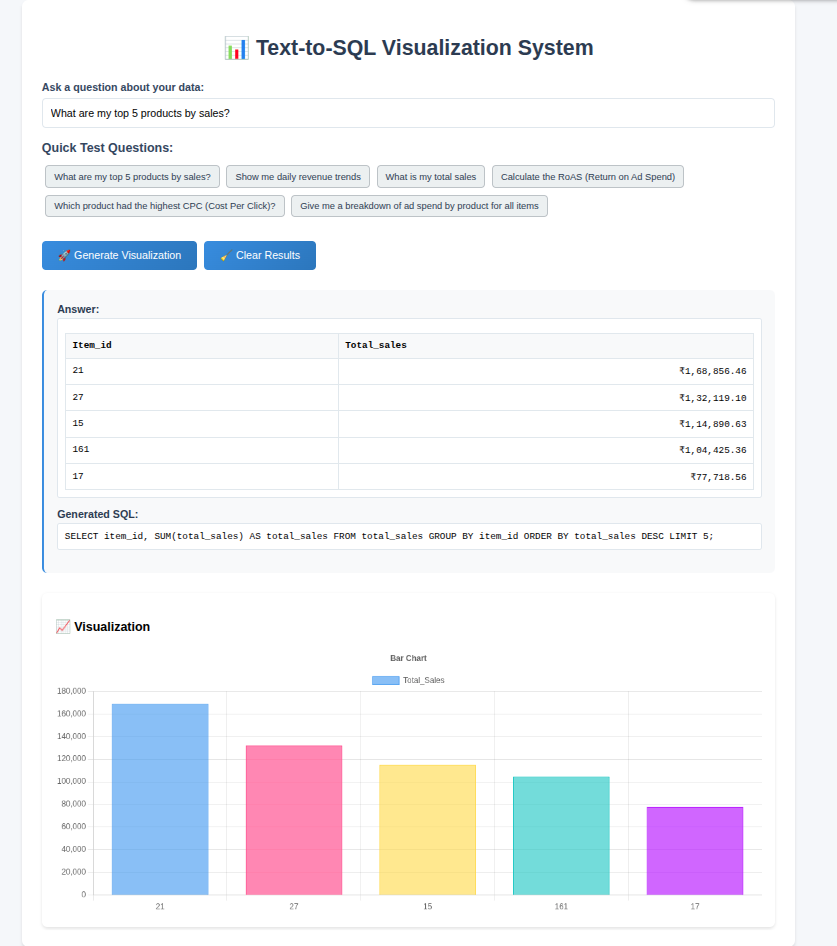 📊 Text-to-SQL Visualization System
Ask a question about your data:
What are my top 5 products by sales?
Quick Test Questions:
What are my top 5 products by sales? Show me daily revenue trends What is my total sales Calculate the RoAS (Return on Ad Spend)
Which product had the highest CPC (Cost Per Click)? Give me a breakdown of ad spend by product for all items
🚀 Generate Visualization 🧹 Clear Results
Answer:
Item_id Total_sales
21 ₹1,68,856.46
27 ₹1,32,119.10
15 ₹1,14,890.63
161 ₹1,04,425.36
17 ₹77,718.56
Generated SQL:
SELECT item_id, SUM(total_sales) AS total_sales FROM total_sales GROUP BY item_id ORDER BY total_sales DESC LIMIT 5;
📈 Visualization
Bar Chart
Total_Sales
180,000
160,000
140,000
120,000
100,000
80,000
60,000
40,000
20,000
0
21 27 15 161 17